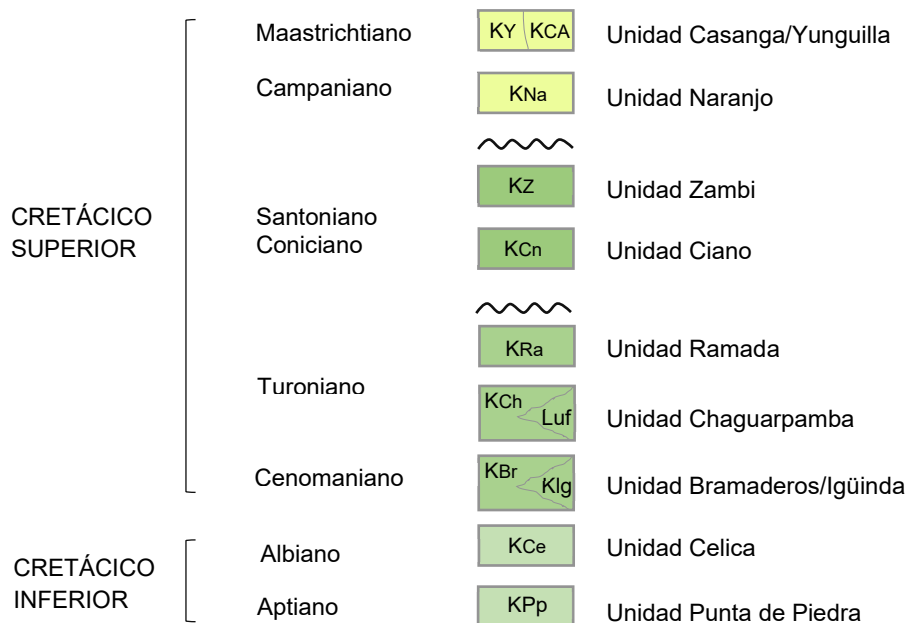 Maastrichtiano KY KCA Unidad Casanga/Yunguilla
Campaniano KNa Unidad Naranjo
KZ Unidad Zambi
CRETÁCICO
SUPERIOR
Santoniano
Coniciano
KCn Unidad Ciano
KRa Unidad Ramada
Turoniano
KCh Luf Unidad Chaguarpamba
Cenomaniano KBr KIg Unidad Bramaderos/Igüinda
CRETÁCICO
INFERIOR
Albiano KCe Unidad Celica
Aptiano KPp Unidad Punta de Piedra